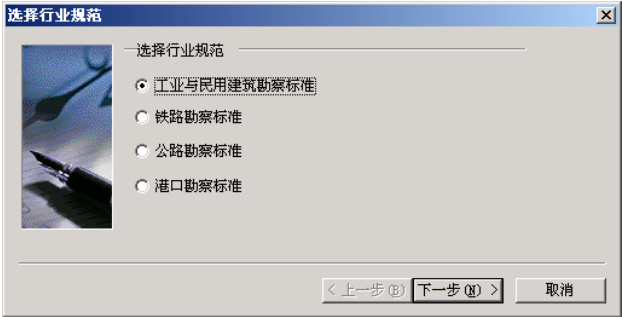 选择行业规范
选择行业规范
工业与民用建筑勘察标准
铁路勘察标准
公路勘察标准
港口勘察标准
< 上一步(B) 下一步(N) > 取消